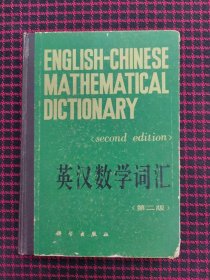 ENGLISH-CHINESE
MATHEMATICAL
DICTIONARY
<second edition>
英汉数学词汇
<第二版>
科学出版社